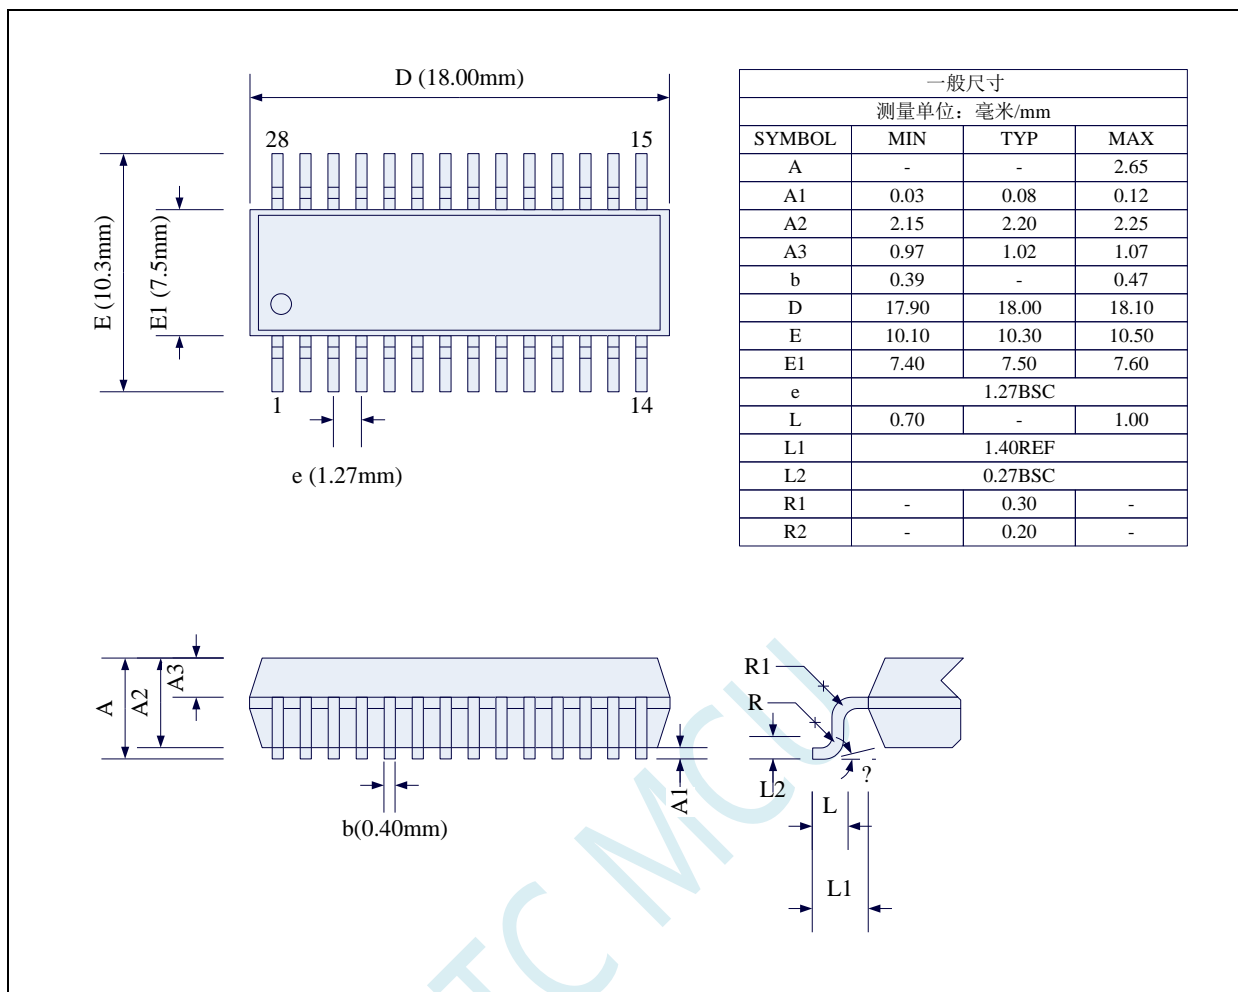 D (18.00mm)
28
15
E (10.3mm)
E1 (7.5mm)
1
14
e (1.27mm)
一般尺寸
测量单位：毫米/mm
SYMBOL MIN TYP MAX
A - - 2.65
A1 0.03 0.08 0.12
A2 2.15 2.20 2.25
A3 0.97 1.02 1.07
b 0.39 - 0.47
D 17.90 18.00 18.10
E 10.10 10.30 10.50
E1 7.40 7.50 7.60
e 1.27BSC
L 0.70 - 1.00
L1 1.40REF
L2 0.27BSC
R1 - 0.30 -
R2 - 0.20 -
A
A2
A3
b(0.40mm)
A1
R1
R
L2
L
?
L1
TC MCU